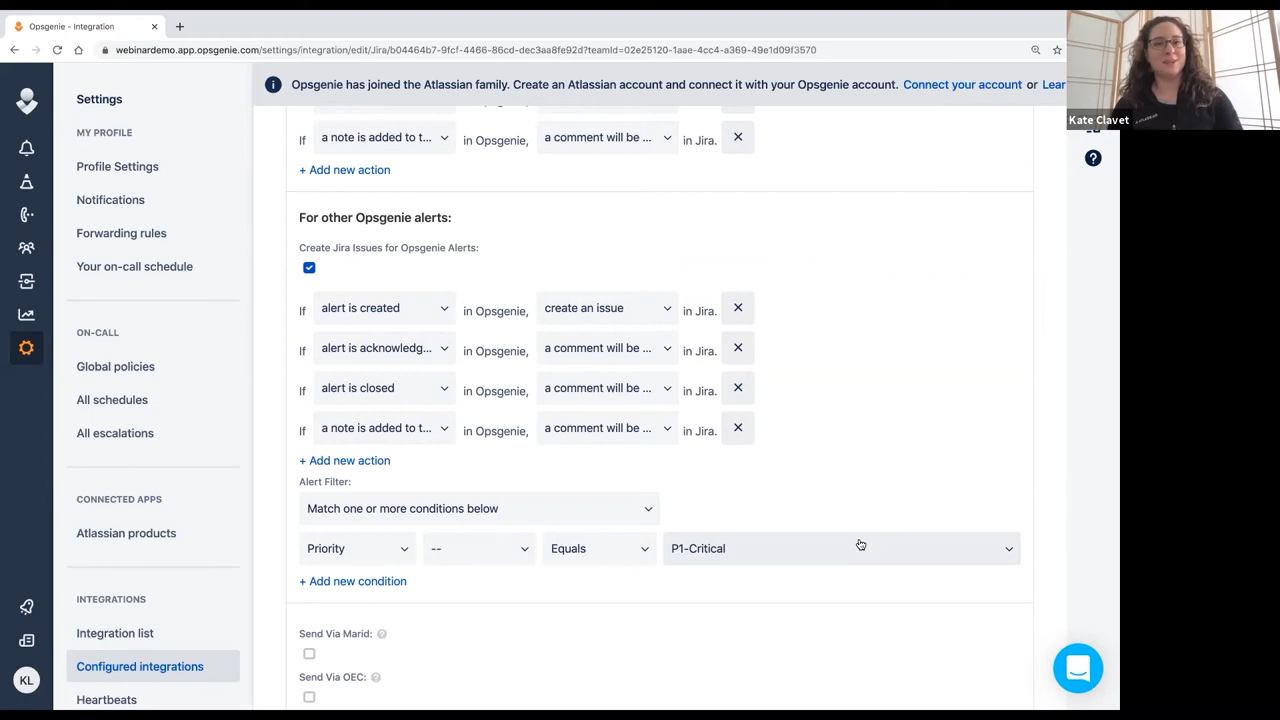 Opsgenie - Integration
webinardemo.app.opsgenie.com/settings/integration/edit/Jira/b04464b7-9fcf-4466-86cd-dec3aa8fe92d?teamId=02e25120-1aae-4cc4-a369-49e1d09f3570
Kate Clavet
Opsgenie has joined the Atlassian family. Create an Atlassian account and connect it with your Opsgenie account. Connect your account or Lear
Settings
MY PROFILE
Profile Settings
Notifications
Forwarding rules
Your on-call schedule
ON-CALL
Global policies
All schedules
All escalations
CONNECTED APPS
Atlassian products
INTEGRATIONS
Integration list
Configured integrations
Heartbeats
KL
If a note is added to t... in Opsgenie, a comment will be ... in Jira.
+ Add new action
For other Opsgenie alerts:
Create Jira Issues for Opsgenie Alerts:
If alert is created in Opsgenie, create an issue in Jira.
If alert is acknowledg... in Opsgenie, a comment will be ... in Jira.
If alert is closed in Opsgenie, a comment will be ... in Jira.
If a note is added to t... in Opsgenie, a comment will be ... in Jira.
+ Add new action
Alert Filter:
Match one or more conditions below
Priority -- Equals P1-Critical
+ Add new condition
Send Via Marid:
Send Via OEC: